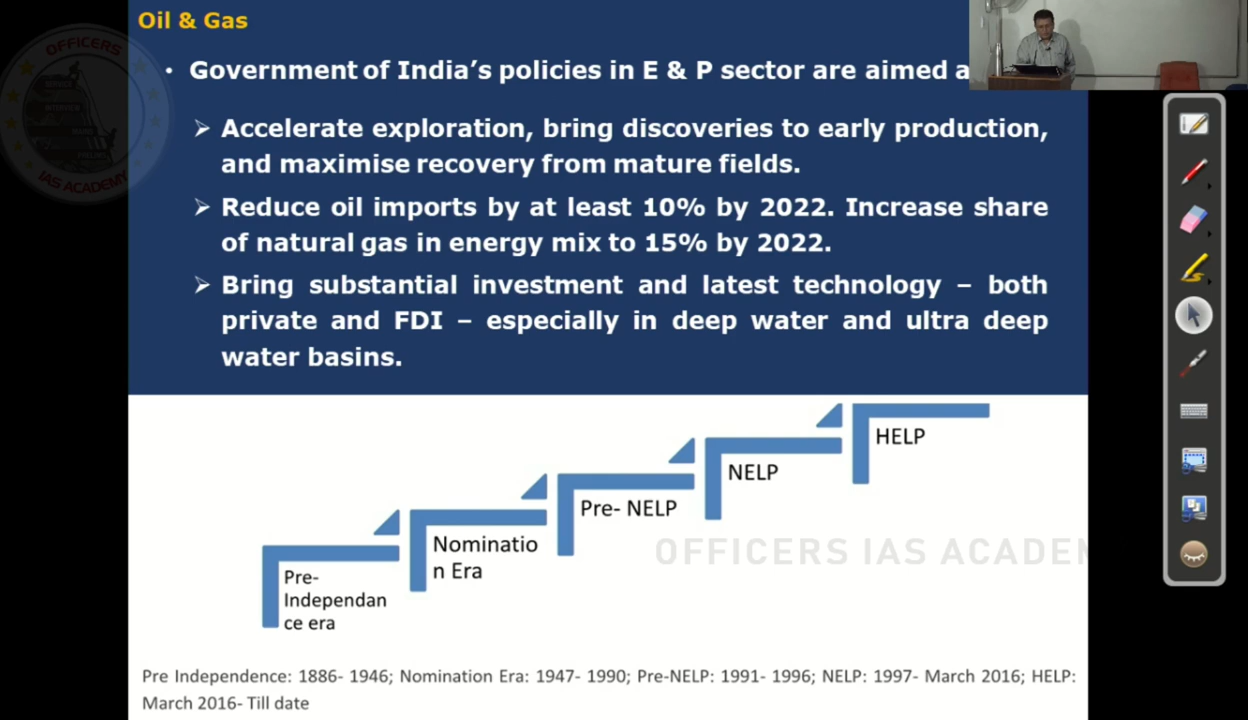 Oil & Gas
OFFICERS
IAS ACADEMY
• Government of India's policies in E & P sector are aimed a
➢ Accelerate exploration, bring discoveries to early production,
and maximise recovery from mature fields.
➢ Reduce oil imports by at least 10% by 2022. Increase share
of natural gas in energy mix to 15% by 2022.
➢ Bring substantial investment and latest technology – both
private and FDI – especially in deep water and ultra deep
water basins.
HELP
NELP
Pre- NELP
Nominatio
n Era
Pre-
Independan
ce era
OFFICERS IAS ACADEM
Pre Independence: 1886- 1946; Nomination Era: 1947- 1990; Pre-NELP: 1991- 1996; NELP: 1997- March 2016; HELP:
March 2016- Till date